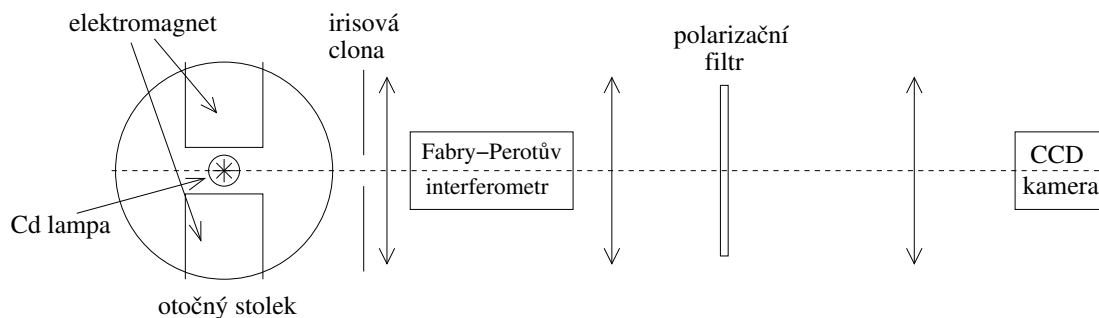 elektromagnet
irisová
clona
polarizační
filtr
Fabry−Perotův
interferometr
CCD
kamera
Cd lampa
otočný stolek